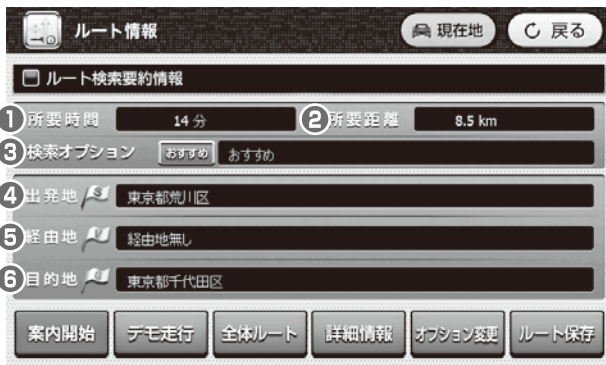 ルート情報 現在地 戻る
ルート検索要約情報
1 所要時間 14 分 2 所要距離 8.5 km
3 検索オプション おすすめ おすすめ
4 出発地 S 東京都荒川区
5 経由地 V 経由地無し
6 目的地 G 東京都千代田区
案内開始 デモ走行 全体ルート 詳細情報 オプション変更 ルート保存